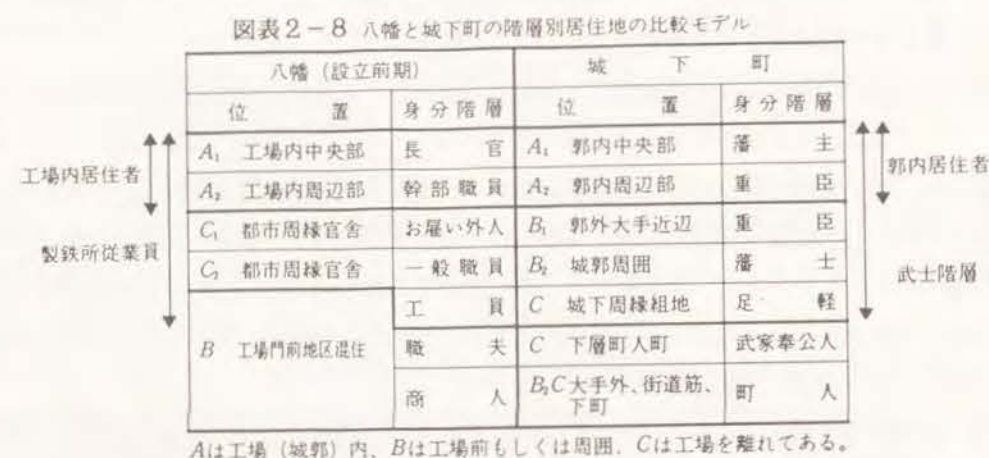 図表2-8 八幡と城下町の階層別居住地の比較モデル
八幡（設立前期） 城下町
位置 身分階層 位置 身分階層
A₁ 工場内中央部 長官 A₁ 郭内中央部 藩主
A₂ 工場内周辺部 幹部職員 A₂ 郭内周辺部 重臣
C₁ 都市周縁官舎 お雇い外人 B₁ 郭外大手近辺 重臣
C₂ 都市周縁官舎 一般職員 B₂ 城郭周囲 藩士
B 工場門前地区混住 工員 C 城下周縁組地 足軽
職夫 C 下層町人町 武家奉公人
商人 B₂C大手外、街道筋、下町 町人
工場内居住者
製鉄所従業員
郭内居住者
武士階層
Aは工場（城郭）内、Bは工場前もしくは周囲、Cは工場を離れてある。